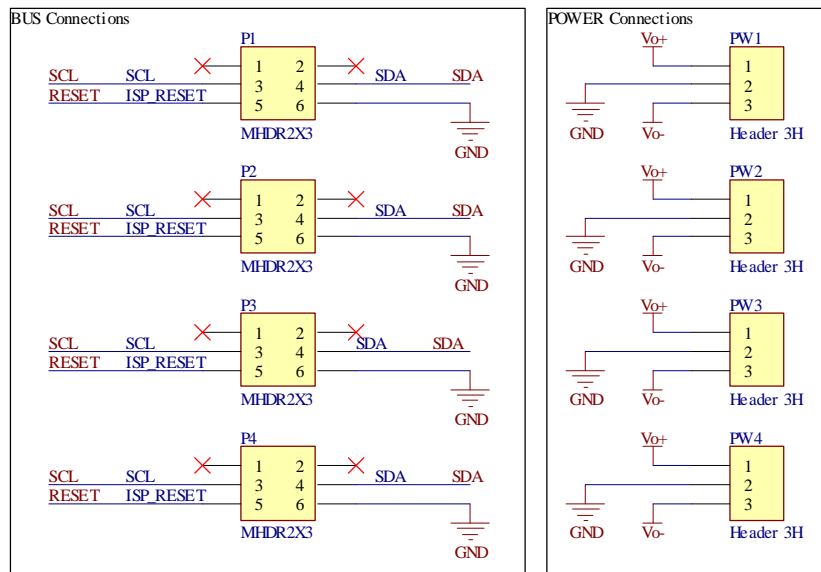 BUS Connections
P1
1 2
SCL SCL 3 4 SDA SDA
RESET ISP_RESET 5 6
MHDR2X3
GND
P2
1 2
SCL SCL 3 4 SDA SDA
RESET ISP_RESET 5 6
MHDR2X3
GND
P3
1 2
SCL SCL 3 4 SDA SDA
RESET ISP_RESET 5 6
MHDR2X3
GND
P4
1 2
SCL SCL 3 4 SDA SDA
RESET ISP_RESET 5 6
MHDR2X3
GND
POWER Connections
Vo+ PW1
1
2
3
GND Vo- Header 3H
Vo+ PW2
1
2
3
GND Vo- Header 3H
Vo+ PW3
1
2
3
GND Vo- Header 3H
Vo+ PW4
1
2
3
GND Vo- Header 3H